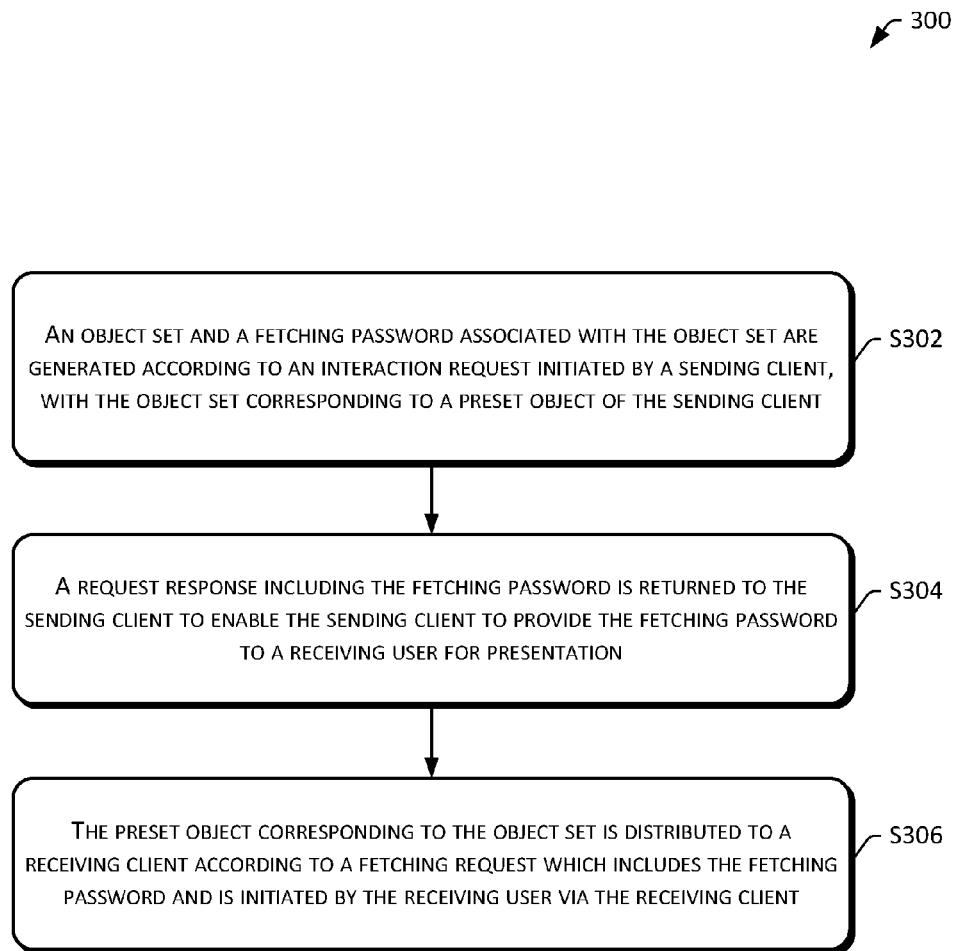 300
AN OBJECT SET AND A FETCHING PASSWORD ASSOCIATED WITH THE OBJECT SET ARE
GENERATED ACCORDING TO AN INTERACTION REQUEST INITIATED BY A SENDING CLIENT,
WITH THE OBJECT SET CORRESPONDING TO A PRESET OBJECT OF THE SENDING CLIENT
S302
A REQUEST RESPONSE INCLUDING THE FETCHING PASSWORD IS RETURNED TO THE
SENDING CLIENT TO ENABLE THE SENDING CLIENT TO PROVIDE THE FETCHING PASSWORD
TO A RECEIVING USER FOR PRESENTATION
S304
THE PRESET OBJECT CORRESPONDING TO THE OBJECT SET IS DISTRIBUTED TO A
RECEIVING CLIENT ACCORDING TO A FETCHING REQUEST WHICH INCLUDES THE FETCHING
PASSWORD AND IS INITIATED BY THE RECEIVING USER VIA THE RECEIVING CLIENT
S306